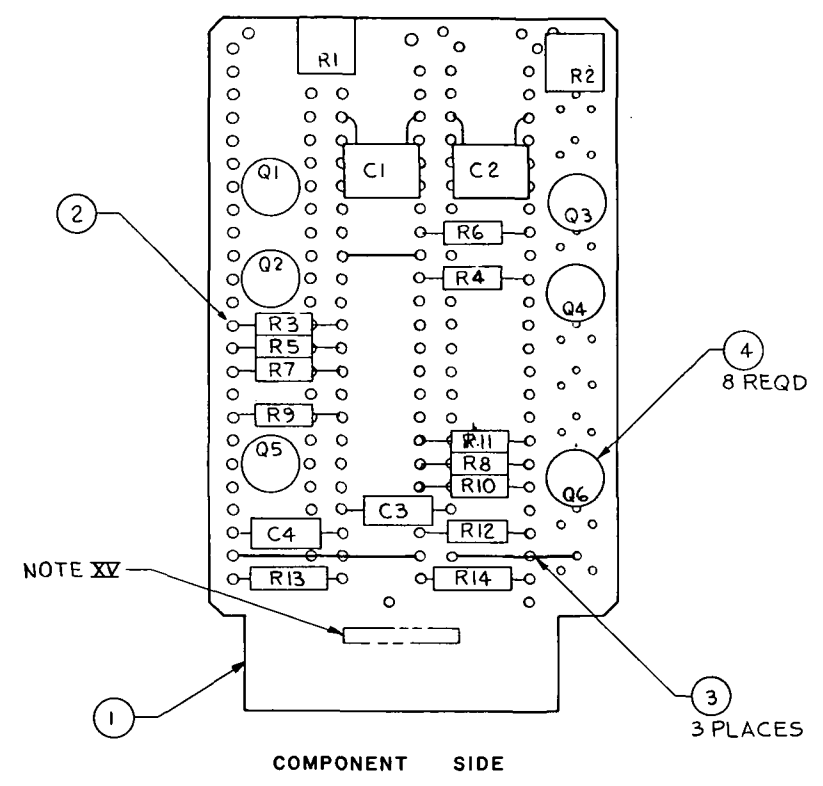 R1
R2
C1
C2
Q1
Q3
2
R6
Q2
R4
Q4
R3
R5
4
R7
8 REQD
R9
R11
Q5
R8
R10
Q6
C3
C4
R12
NOTE XV
R13
R14
3
1
3 PLACES
COMPONENT SIDE